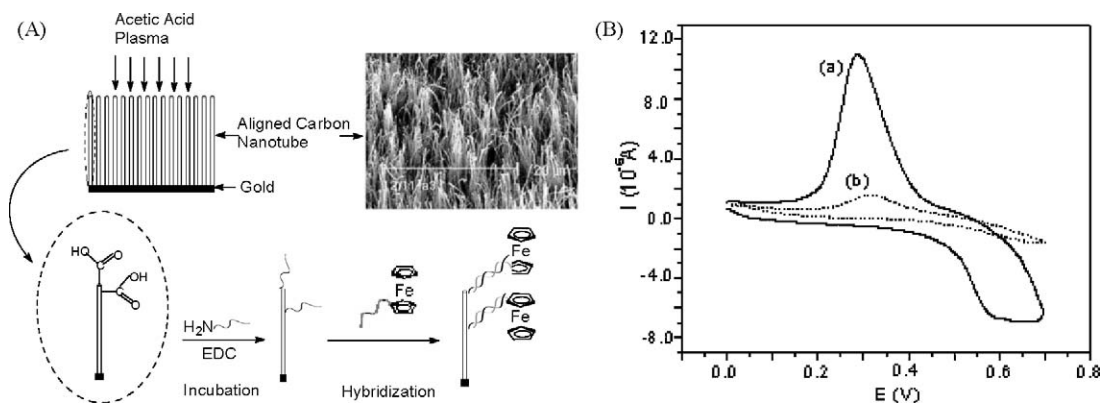 (A)
Acetic Acid
Plasma
Aligned Carbon
Nanotube
Gold
20 um
HO
C
O
OH
C
O
H₂N
EDC
Incubation
Fe
Hybridization
Fe
Fe
(B)
12.0
8.0
4.0
0.0
-4.0
-8.0
I (10⁻⁶A)
(a)
(b)
0.0
0.2
0.4
0.6
0.8
E (V)